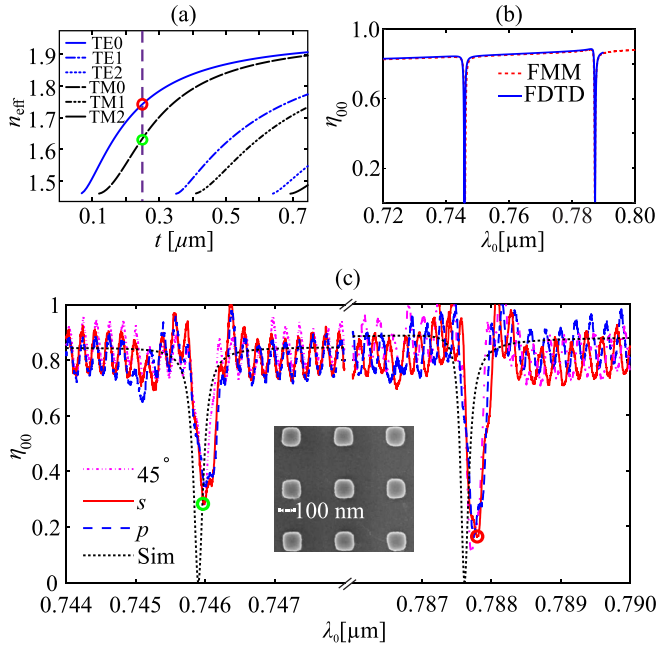 (a)
n_eff
1.9
1.8
1.7
1.6
1.5
TE0
TE1
TE2
TM0
TM1
TM2
0.1
0.3
0.5
0.7
t [μm]
(b)
η₀₀
0.8
0.4
0.72
0.74
0.76
0.78
0.80
FMM
FDTD
λ₀[μm]
(c)
η₀₀
1
0.8
0.6
0.4
0.2
0
45°
s
p
Sim
100 nm
0.744
0.745
0.746
0.747
0.787
0.788
0.789
0.790
λ₀[μm]